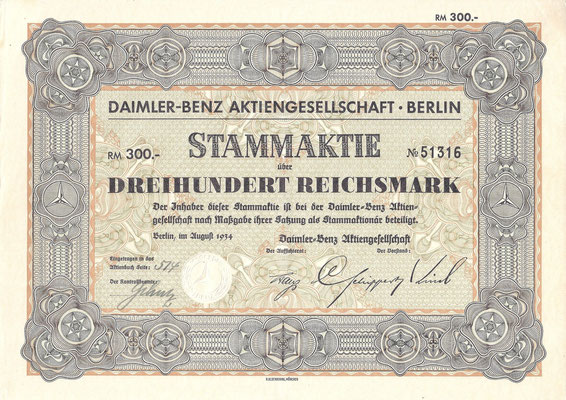 RM 300.-
DAIMLER-BENZ AKTIENGESELLSCHAFT · BERLIN
STAMMAKTIE
RM 300.- № 51316
über
DREIHUNDERT REICHSMARK
Der Inhaber dieser Stammaktie ist bei der Daimler-Benz Aktien-
gesellschaft nach Maßgabe ihrer Satzung als Stammaktionär beteiligt.
Berlin, im August 1934 Daimler-Benz Aktiengesellschaft
Der Aufsichtsrat: Der Vorstand:
Eingetragen in das
Aktienbuch Seite: 574
Der Kontrollbeamte: